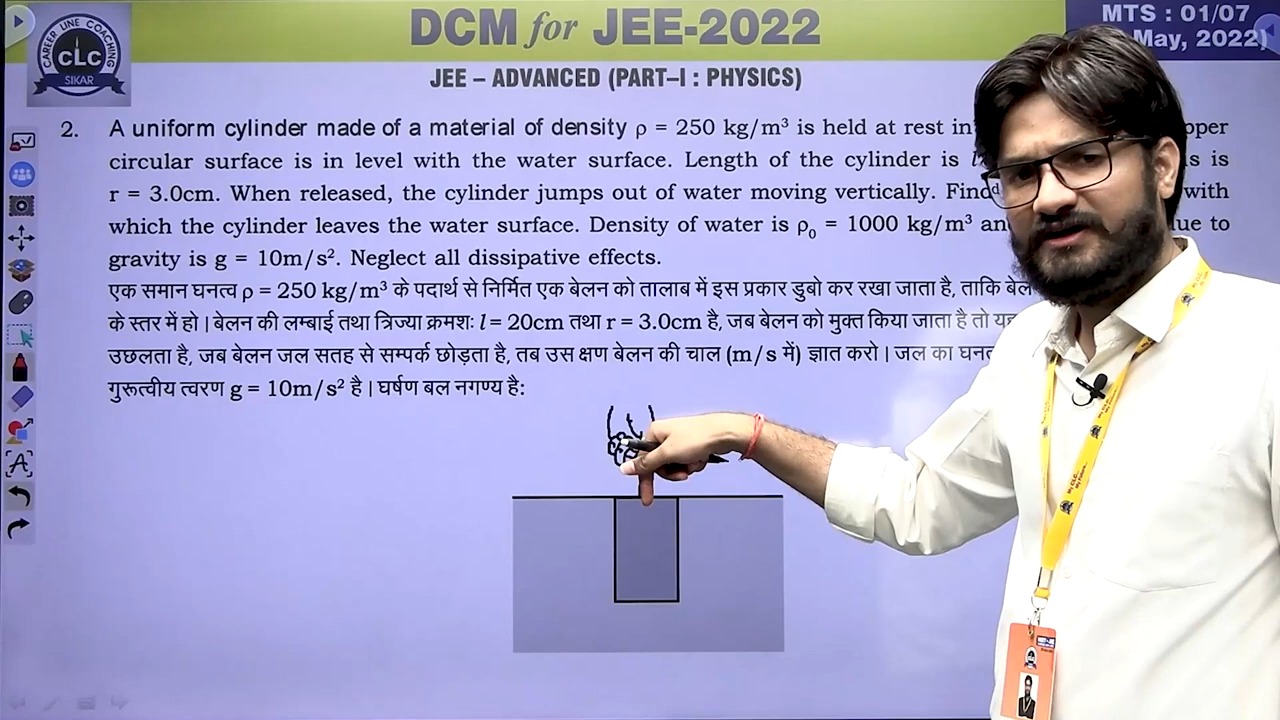 DCM for JEE-2022
MTS : 01/07
May, 2022)
CAREER LINE COACHING
CLC
SIKAR
JEE – ADVANCED (PART–I : PHYSICS)
2. A uniform cylinder made of a material of density ρ = 250 kg/m³ is held at rest in
circular surface is in level with the water surface. Length of the cylinder is l is
r = 3.0cm. When released, the cylinder jumps out of water moving vertically. Find with
which the cylinder leaves the water surface. Density of water is ρ₀ = 1000 kg/m³ to
gravity is g = 10m/s². Neglect all dissipative effects.
एक समान घनत्व ρ = 250 kg/m³ के पदार्थ से निर्मित एक बेलन को तालाब में इस प्रकार डुबो कर रखा जाता है, ताकि
के स्तर में हो। बेलन की लम्बाई तथा त्रिज्या क्रमशः l = 20cm तथा r = 3.0cm है, जब बेलन को मुक्त किया जाता है तो
उछलता है, जब बेलन जल सतह से सम्पर्क छोड़ता है, तब उस क्षण बेलन की चाल (m/s में) ज्ञात करो। जल का
गुरूत्वीय त्वरण g = 10m/s² है। घर्षण बल नगण्य है: